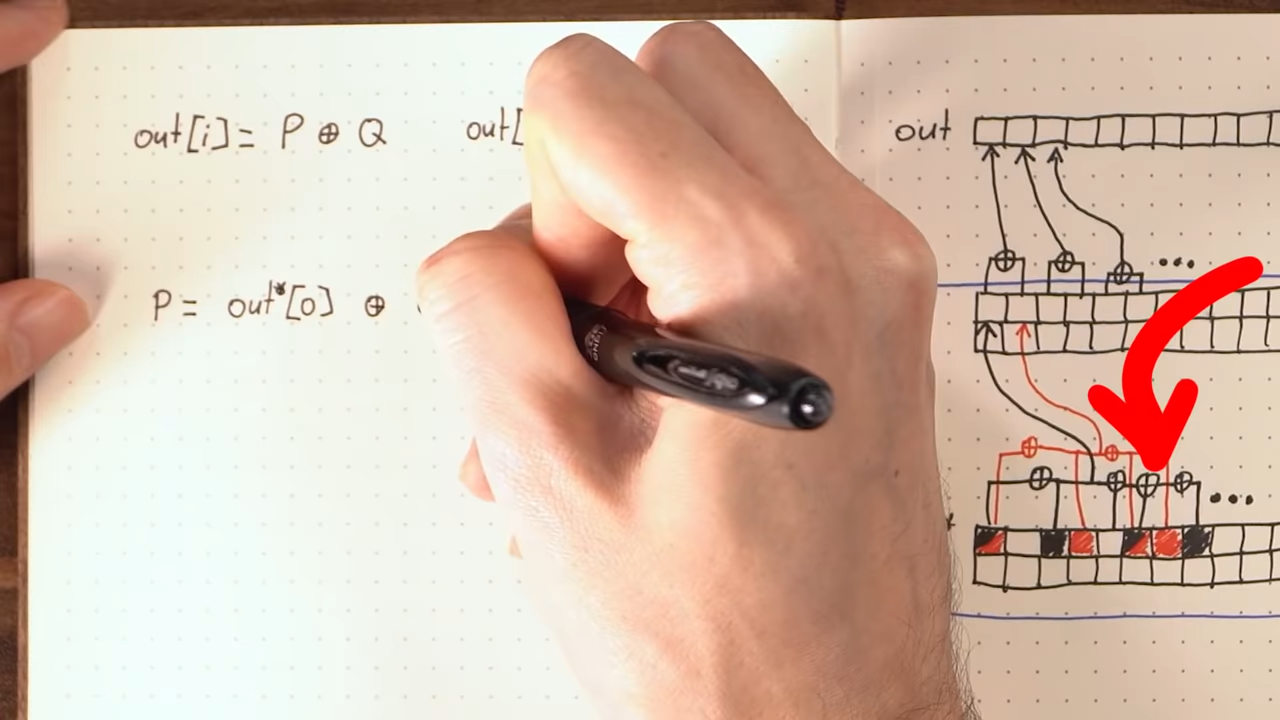 out[i]= P ⊕ Q
out[
P= out*[0] ⊕
out
...
...